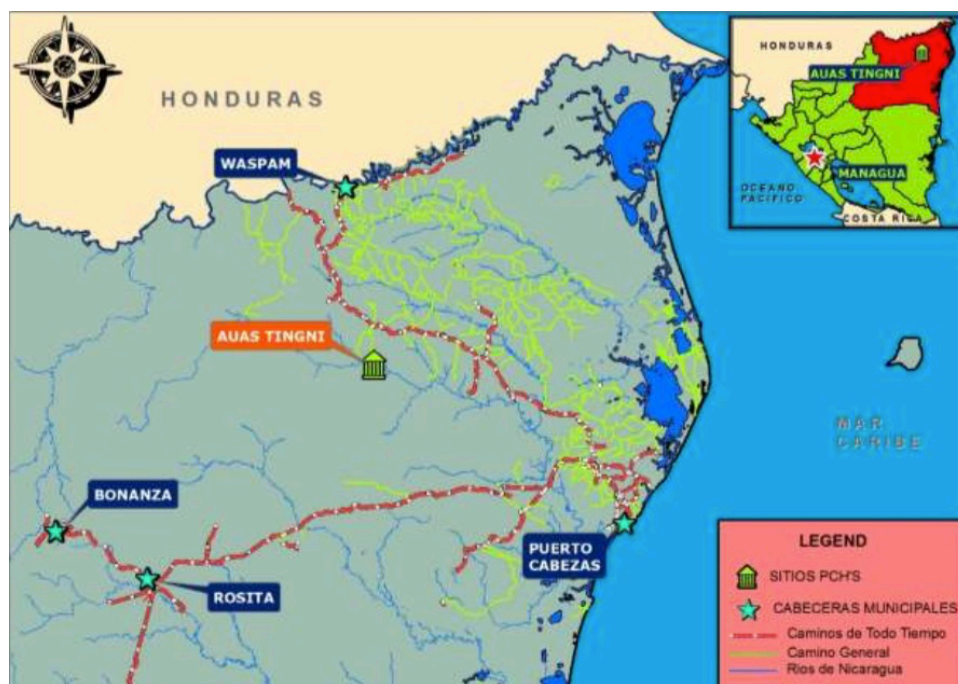 HONDURAS
WASPAM
AUAS TINGNI
BONANZA
ROSITA
PUERTO
CABEZAS
MAR
CARIBE
HONDURAS
AUAS TINGNI
MANAGUA
OCEANO
PACIFICO
COSTA RICA
LEGEND
SITIOS PCH'S
CABECERAS MUNICIPALES
Caminos de Todo Tiempo
Camino General
Rios de Nicaragua